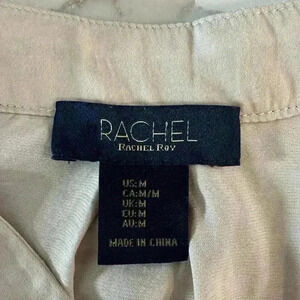 RACHEL
RACHEL ROY
US:M
CA:M/M
UK:M
EU:M
AU:M
MADE IN CHINA